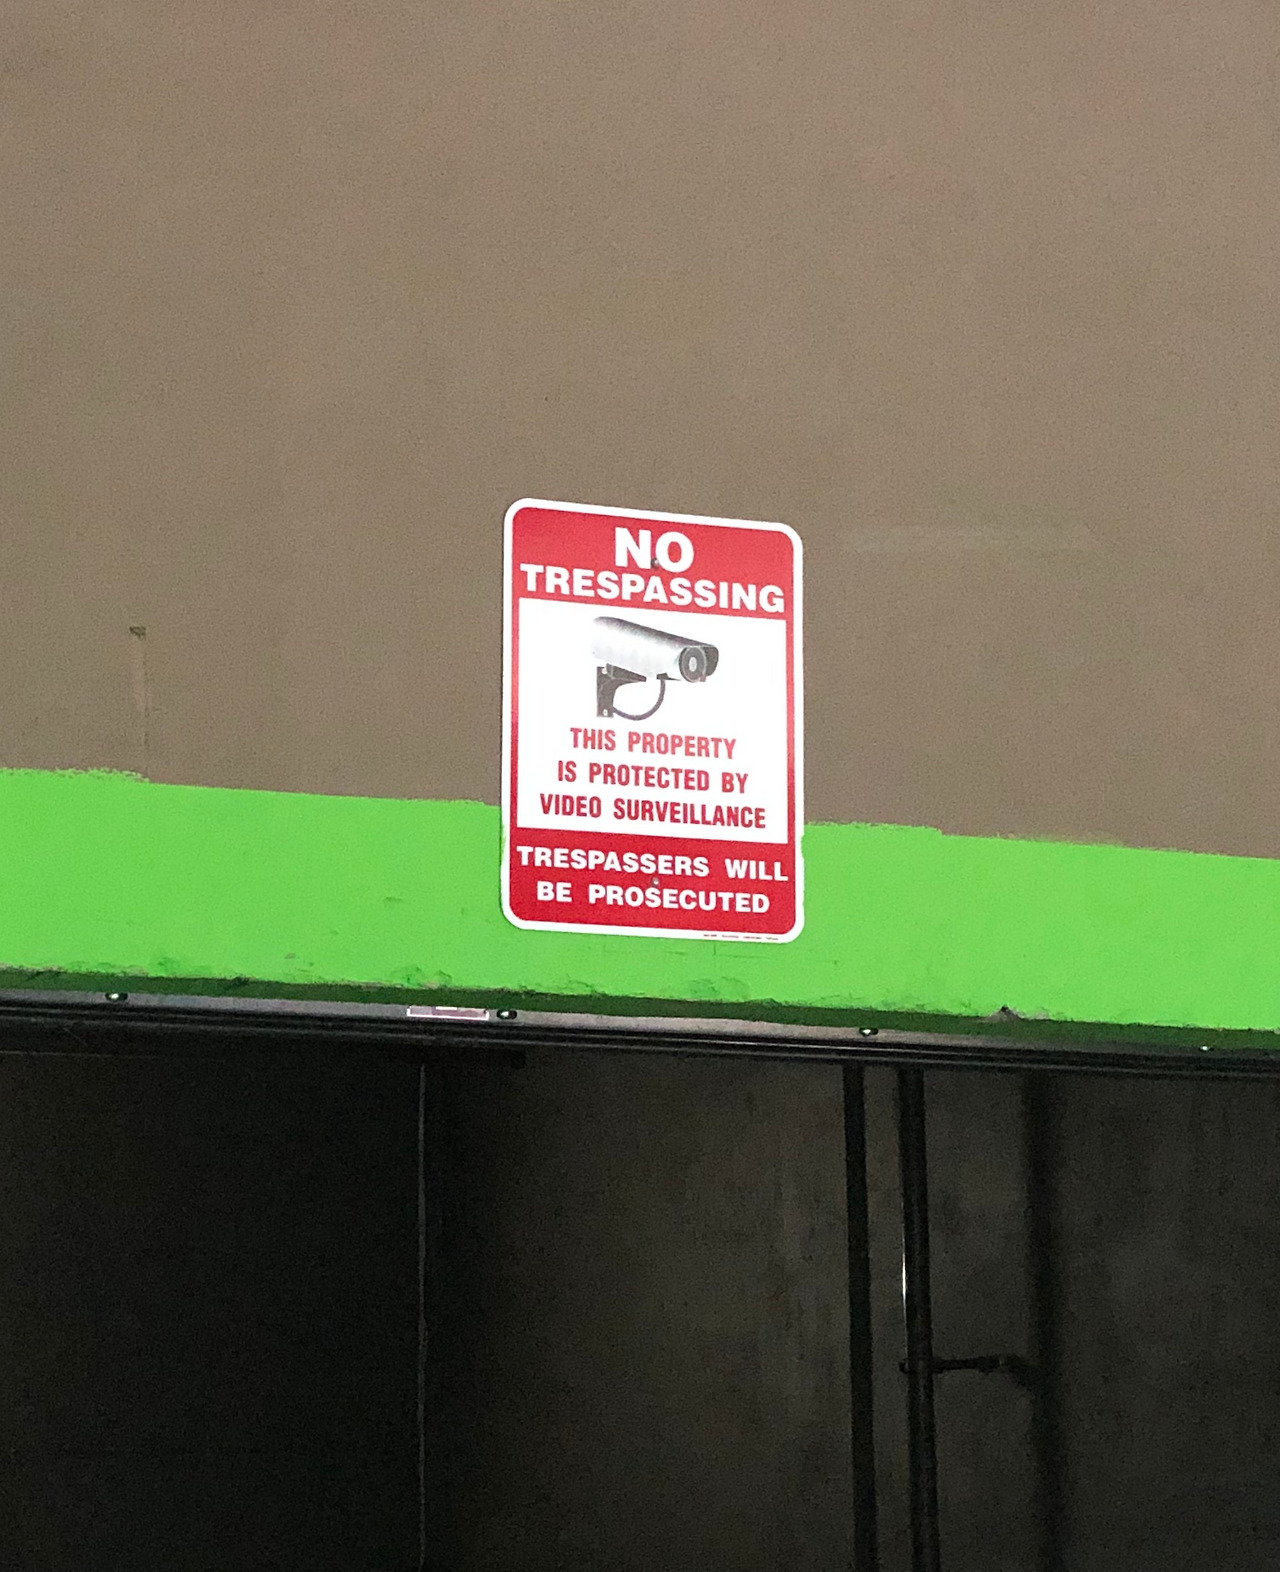 NO
TRESPASSING
THIS PROPERTY
IS PROTECTED BY
VIDEO SURVEILLANCE
TRESPASSERS WILL
BE PROSECUTED